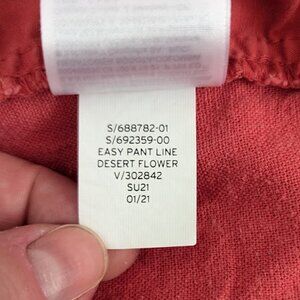 S/688782-01
S/692359-00
EASY PANT LINE
DESERT FLOWER
V/302842
SU21
01/21